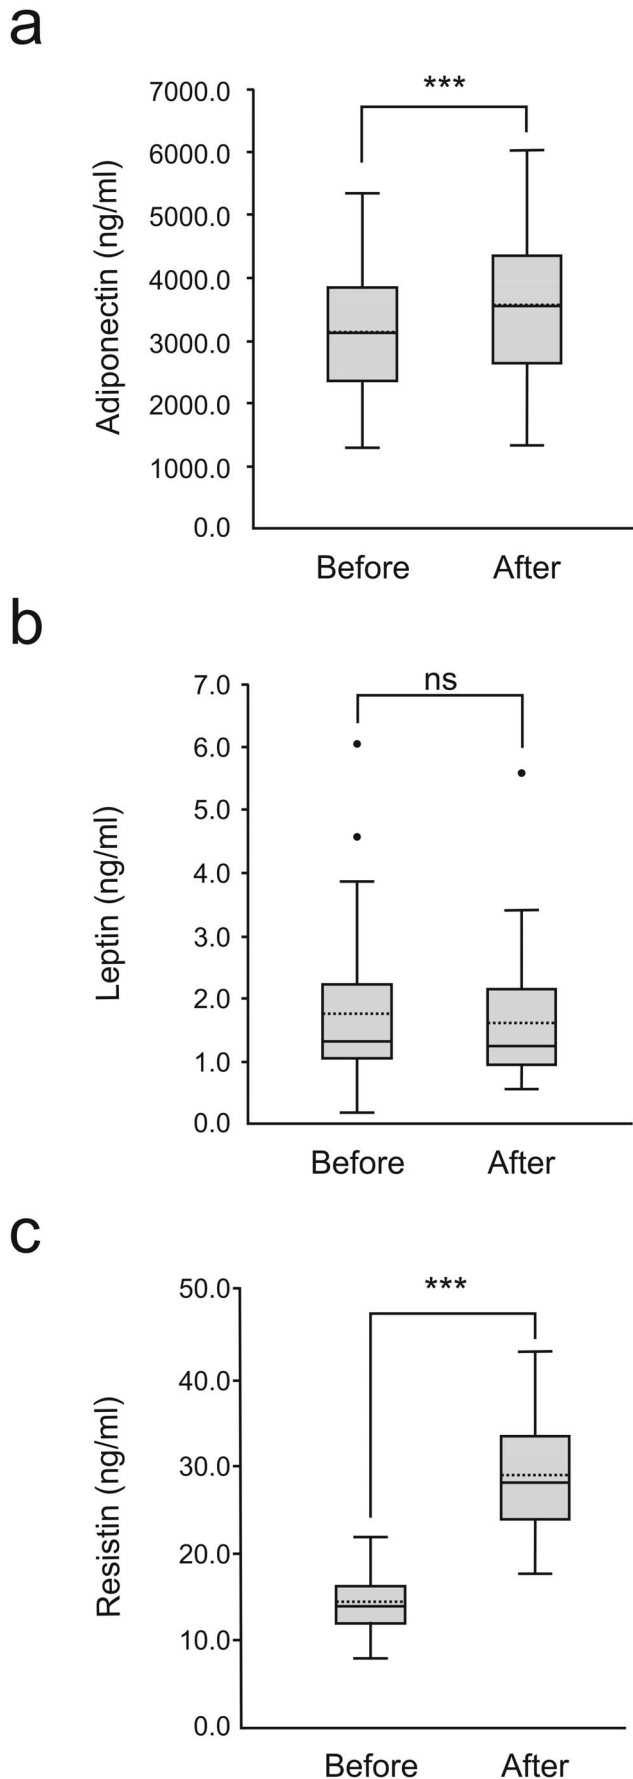 a
***
7000.0
6000.0
5000.0
4000.0
3000.0
2000.0
1000.0
0.0
Adiponectin (ng/ml)
Before After
b
ns
7.0
6.0
5.0
4.0
3.0
2.0
1.0
0.0
Leptin (ng/ml)
Before After
c
***
50.0
40.0
30.0
20.0
10.0
0.0
Resistin (ng/ml)
Before After